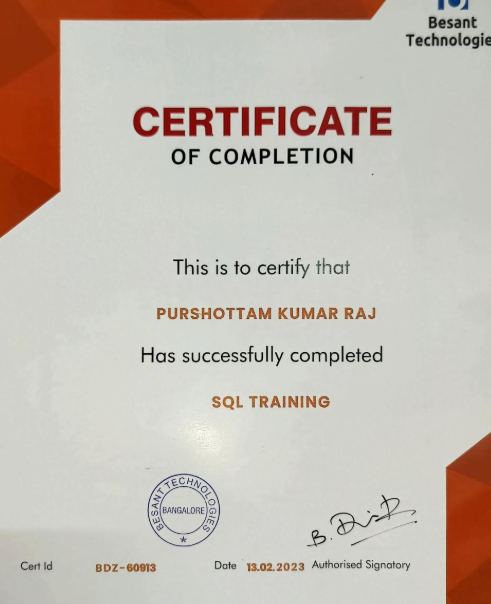 Besant
Technologie
CERTIFICATE
OF COMPLETION
This is to certify that
PURSHOTTAM KUMAR RAJ
Has successfully completed
SQL TRAINING
BESANT TECHNOLOGIES
BANGALORE
Cert Id BDZ-60913 Date 13.02.2023 Authorised Signatory